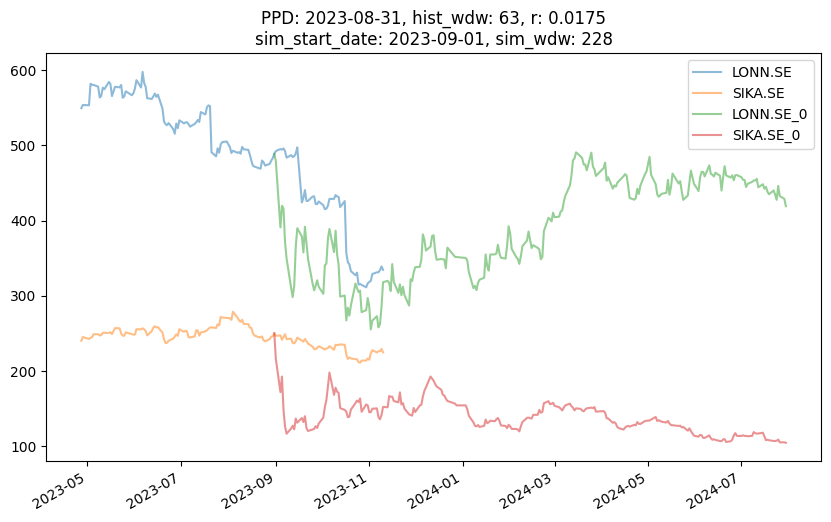 PPD: 2023-08-31, hist_wdw: 63, r: 0.0175
sim_start_date: 2023-09-01, sim_wdw: 228
LONN.SE
SIKA.SE
LONN.SE_0
SIKA.SE_0
600
500
400
300
200
100
2023-05
2023-07
2023-09
2023-11
2024-01
2024-03
2024-05
2024-07